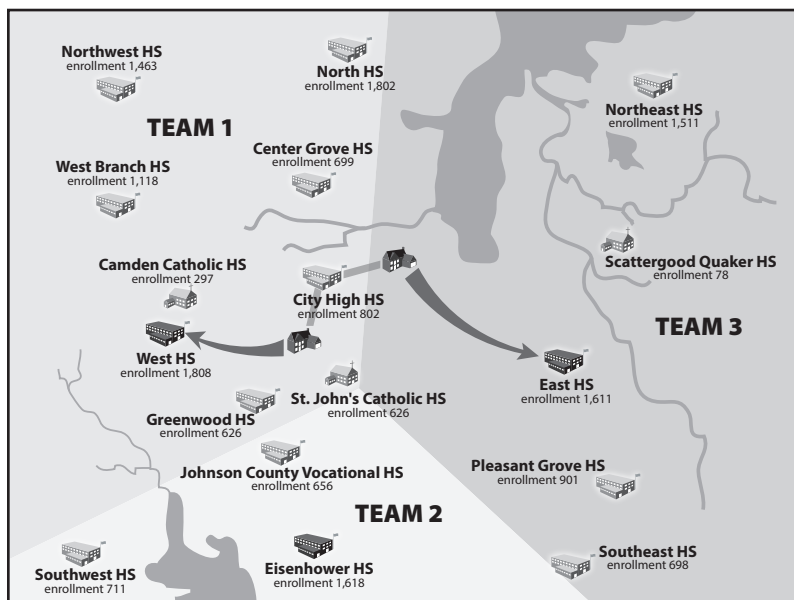 Northwest HS
enrollment 1,463
North HS
enrollment 1,802
Northeast HS
enrollment 1,511
TEAM 1
Center Grove HS
enrollment 699
West Branch HS
enrollment 1,118
Camden Catholic HS
enrollment 297
City High HS
enrollment 802
Scattergood Quaker HS
enrollment 78
TEAM 3
West HS
enrollment 1,808
East HS
enrollment 1,611
St. John's Catholic HS
enrollment 626
Greenwood HS
enrollment 626
Johnson County Vocational HS
enrollment 656
Pleasant Grove HS
enrollment 901
TEAM 2
Southwest HS
enrollment 711
Eisenhower HS
enrollment 1,618
Southeast HS
enrollment 698